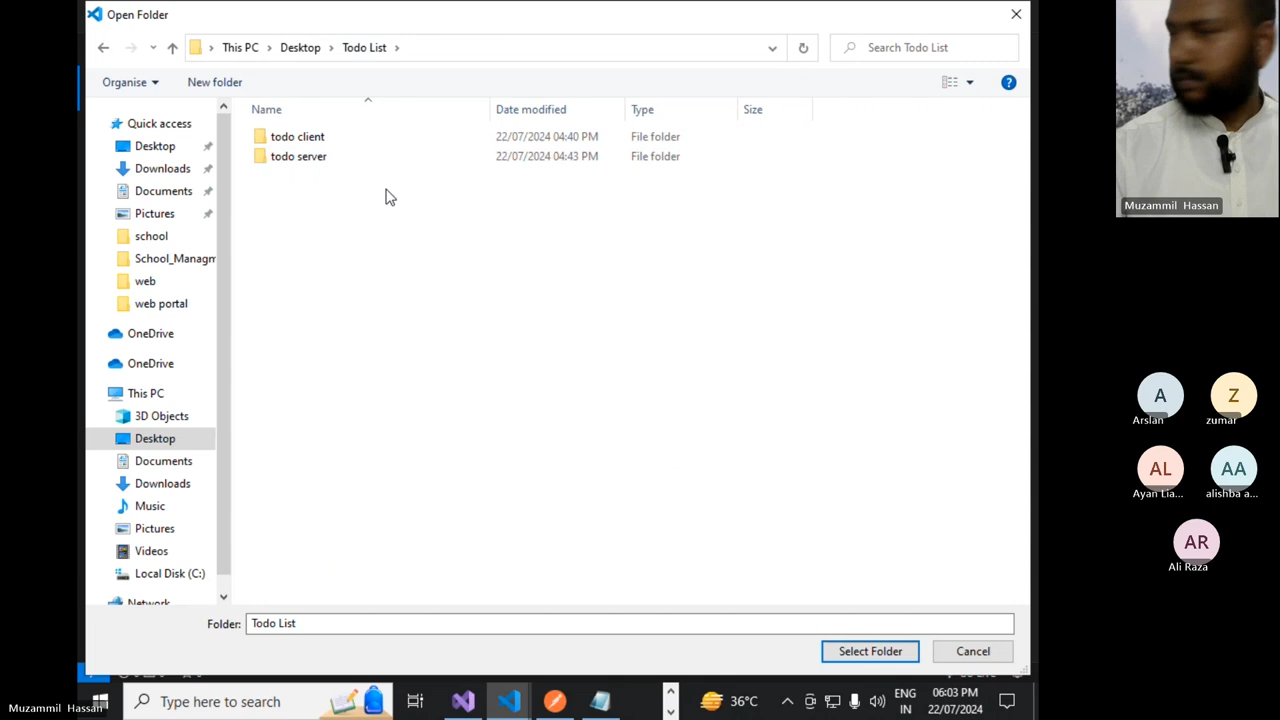 Open Folder
This PC > Desktop > Todo List >
Search Todo List
Organise
New folder
?
Name
Date modified
Type
Size
todo client
22/07/2024 04:40 PM
File folder
todo server
22/07/2024 04:43 PM
File folder
Quick access
Desktop
Downloads
Documents
Pictures
school
School_Managm
web
web portal
OneDrive
OneDrive
This PC
3D Objects
Desktop
Documents
Downloads
Music
Pictures
Videos
Local Disk (C:)
Network
Folder:
Todo List
Select Folder
Cancel
Type here to search
36°C
ENG
IN
06:03 PM
22/07/2024
Muzammil Hassan
Muzammil Hassan
A
Arslan
Z
zumar
AL
Ayan Lia...
AA
alishba a...
AR
Ali Raza